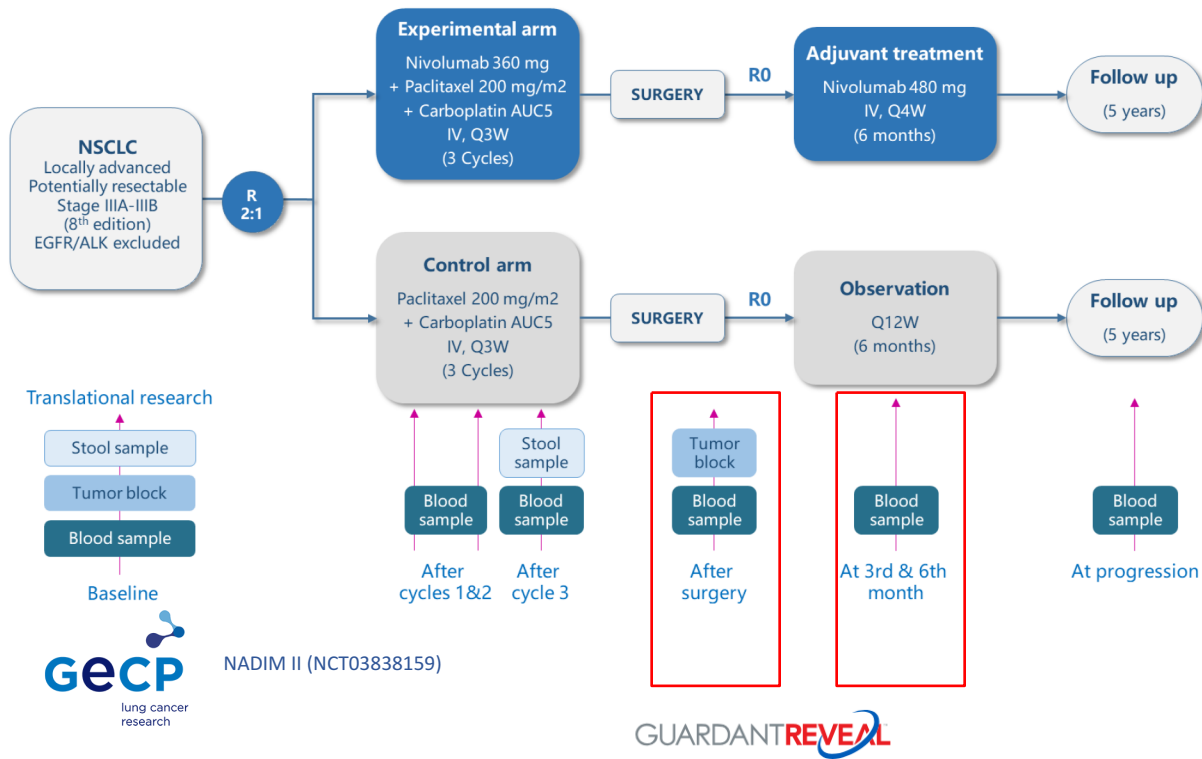 NSCLC
Locally advanced
Potentially resectable
Stage IIIA-IIIB
(8th edition)
EGFR/ALK excluded
R
2:1
Experimental arm
Nivolumab 360 mg
+ Paclitaxel 200 mg/m2
+ Carboplatin AUC5
IV, Q3W
(3 Cycles)
SURGERY
R0
Adjuvant treatment
Nivolumab 480 mg
IV, Q4W
(6 months)
Follow up
(5 years)
Control arm
Paclitaxel 200 mg/m2
+ Carboplatin AUC5
IV, Q3W
(3 Cycles)
SURGERY
R0
Observation
Q12W
(6 months)
Follow up
(5 years)
Translational research
Stool sample
Tumor block
Blood sample
Baseline
Blood
sample
After
cycles 1&2
Stool
sample
Blood
sample
After
cycle 3
Tumor
block
Blood
sample
After
surgery
Blood
sample
At 3rd & 6th
month
Blood
sample
At progression
GeCP
lung cancer
research
NADIM II (NCT03838159)
GUARDANTREVEAL